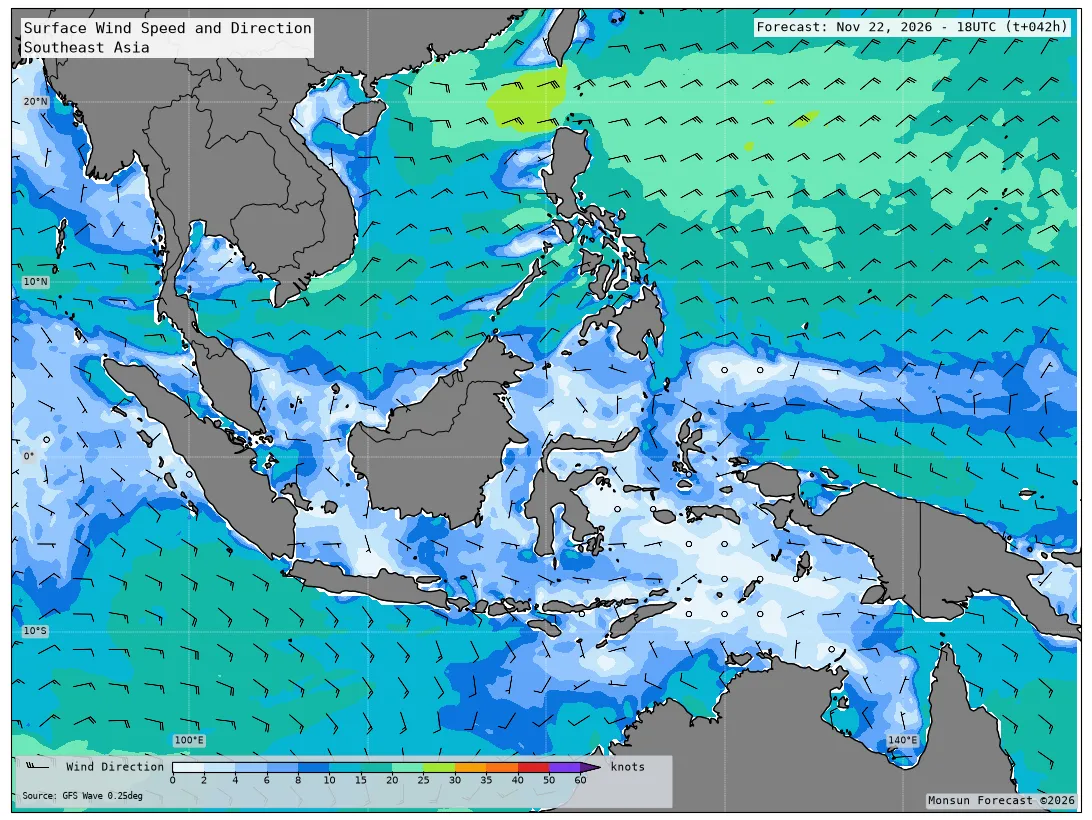 Surface Wind Speed and Direction
Southeast Asia
Forecast: Nov 22, 2026 - 18UTC (t+042h)
20°N
10°N
0°
10°S
100°E
140°E
Wind Direction
knots
0 2 4 6 8 10 15 20 25 30 35 40 50 60
Source: GFS Wave 0.25deg
Monsun Forecast ©2026